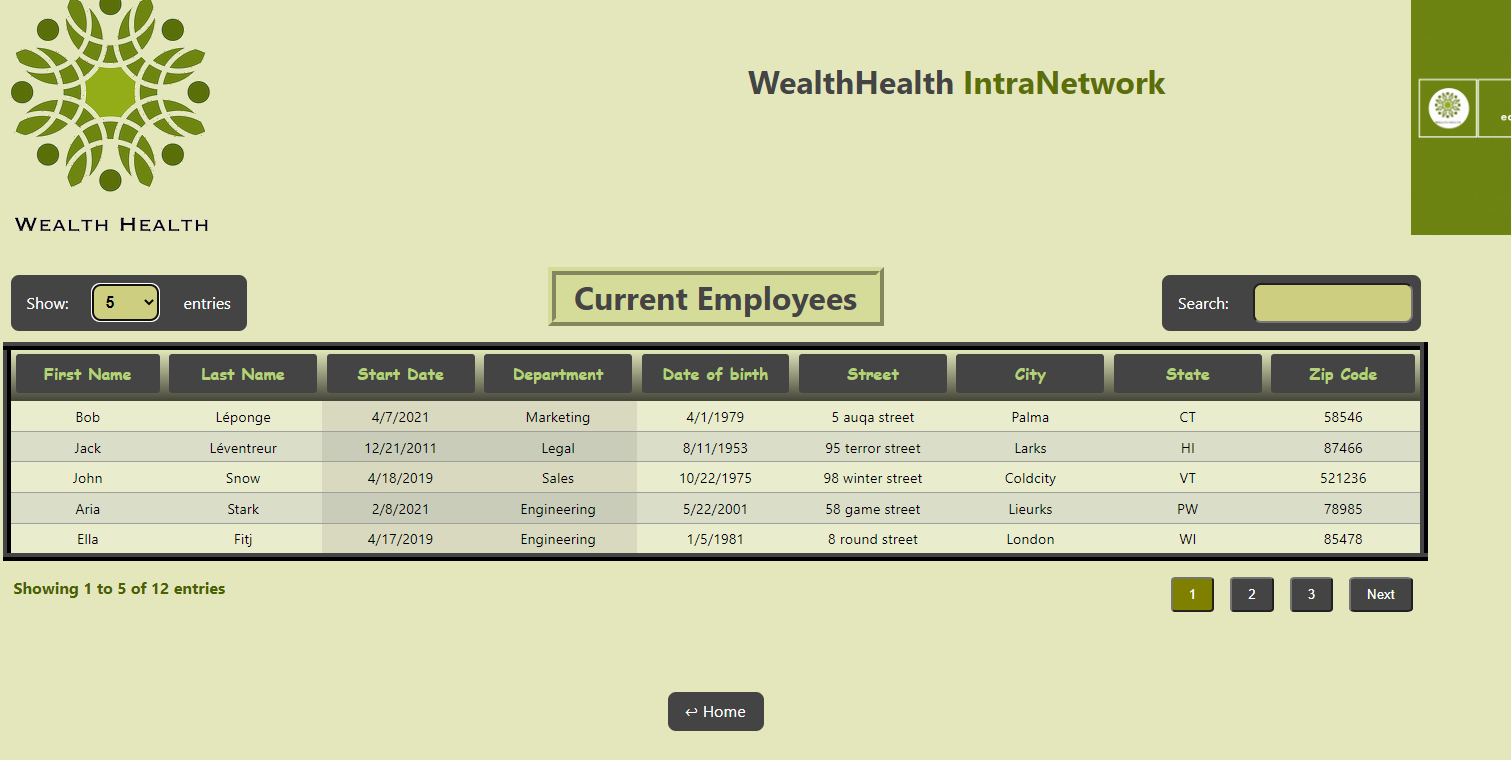 WealthHealth IntraNetwork
WEALTH HEALTH
Show: 5 entries
Current Employees
Search:
First Name Last Name Start Date Department Date of birth Street City State Zip Code
Bob Léponge 4/7/2021 Marketing 4/1/1979 5 auqa street Palma CT 58546
Jack Léventreur 12/21/2011 Legal 8/11/1953 95 terror street Larks HI 87466
John Snow 4/18/2019 Sales 10/22/1975 98 winter street Coldcity VT 521236
Aria Stark 2/8/2021 Engineering 5/22/2001 58 game street Lieurks PW 78985
Ella Fitj 4/17/2019 Engineering 1/5/1981 8 round street London WI 85478
Showing 1 to 5 of 12 entries
1 2 3 Next
↩ Home